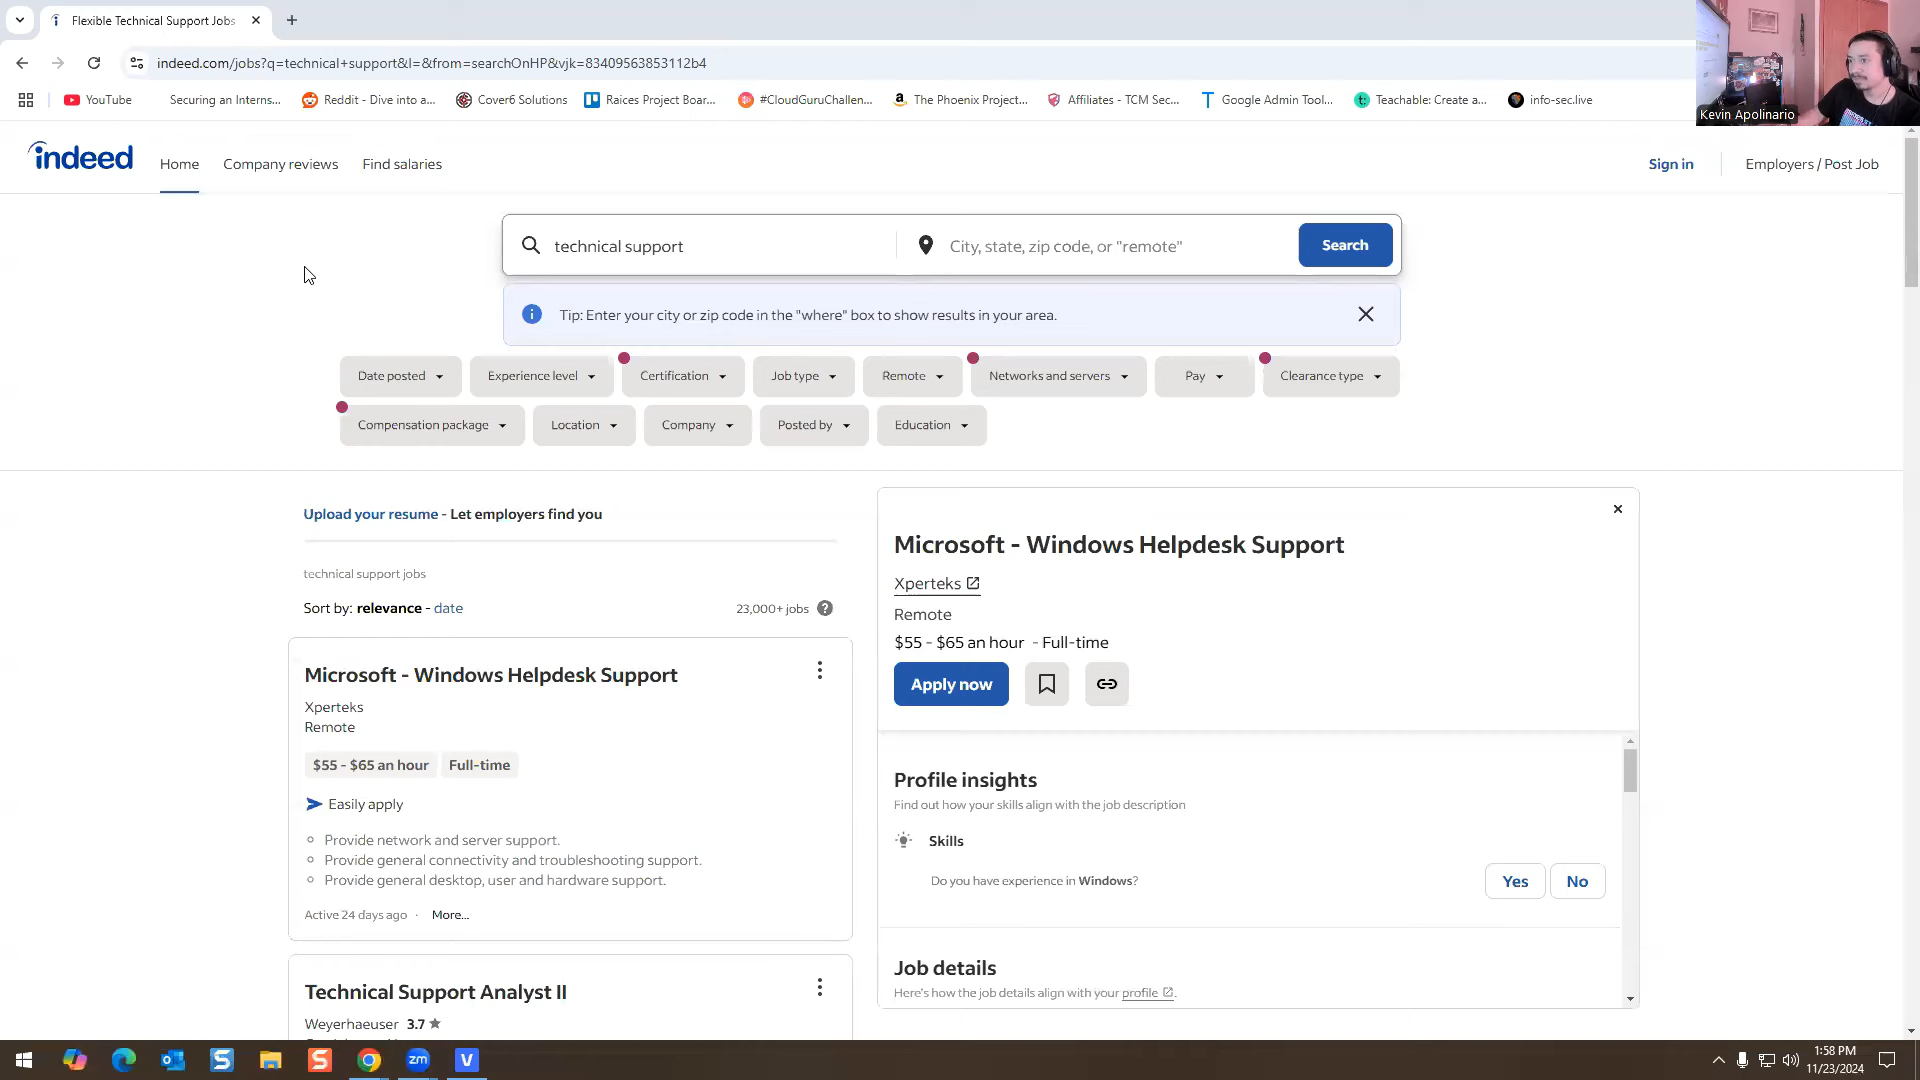 Flexible Technical Support Jobs
indeed.com/jobs?q=technical+support&l=&from=searchOnHP&vjk=83409563853112b4
YouTube
Securing an Interns...
Reddit - Dive into a...
Cover6 Solutions
Raices Project Boar...
#CloudGuruChallen...
The Phoenix Project...
Affiliates - TCM Sec...
Google Admin Tool...
Teachable: Create a...
info-sec.live
Kevin Apolinario
indeed
Home
Company reviews
Find salaries
Sign in
Employers / Post Job
technical support
City, state, zip code, or "remote"
Search
Tip: Enter your city or zip code in the "where" box to show results in your area.
Date posted
Experience level
Certification
Job type
Remote
Networks and servers
Pay
Clearance type
Compensation package
Location
Company
Posted by
Education
Upload your resume - Let employers find you
technical support jobs
Sort by: relevance - date
23,000+ jobs
Microsoft - Windows Helpdesk Support
Xperteks
Remote
$55 - $65 an hour
Full-time
Easily apply
Provide network and server support.
Provide general connectivity and troubleshooting support.
Provide general desktop, user and hardware support.
Active 24 days ago · More...
Technical Support Analyst II
Weyerhaeuser 3.7
Microsoft - Windows Helpdesk Support
Xperteks
Remote
$55 - $65 an hour - Full-time
Apply now
Profile insights
Find out how your skills align with the job description
Skills
Do you have experience in Windows?
Yes
No
Job details
Here's how the job details align with your profile.
zm
V
1:58 PM
11/23/2024